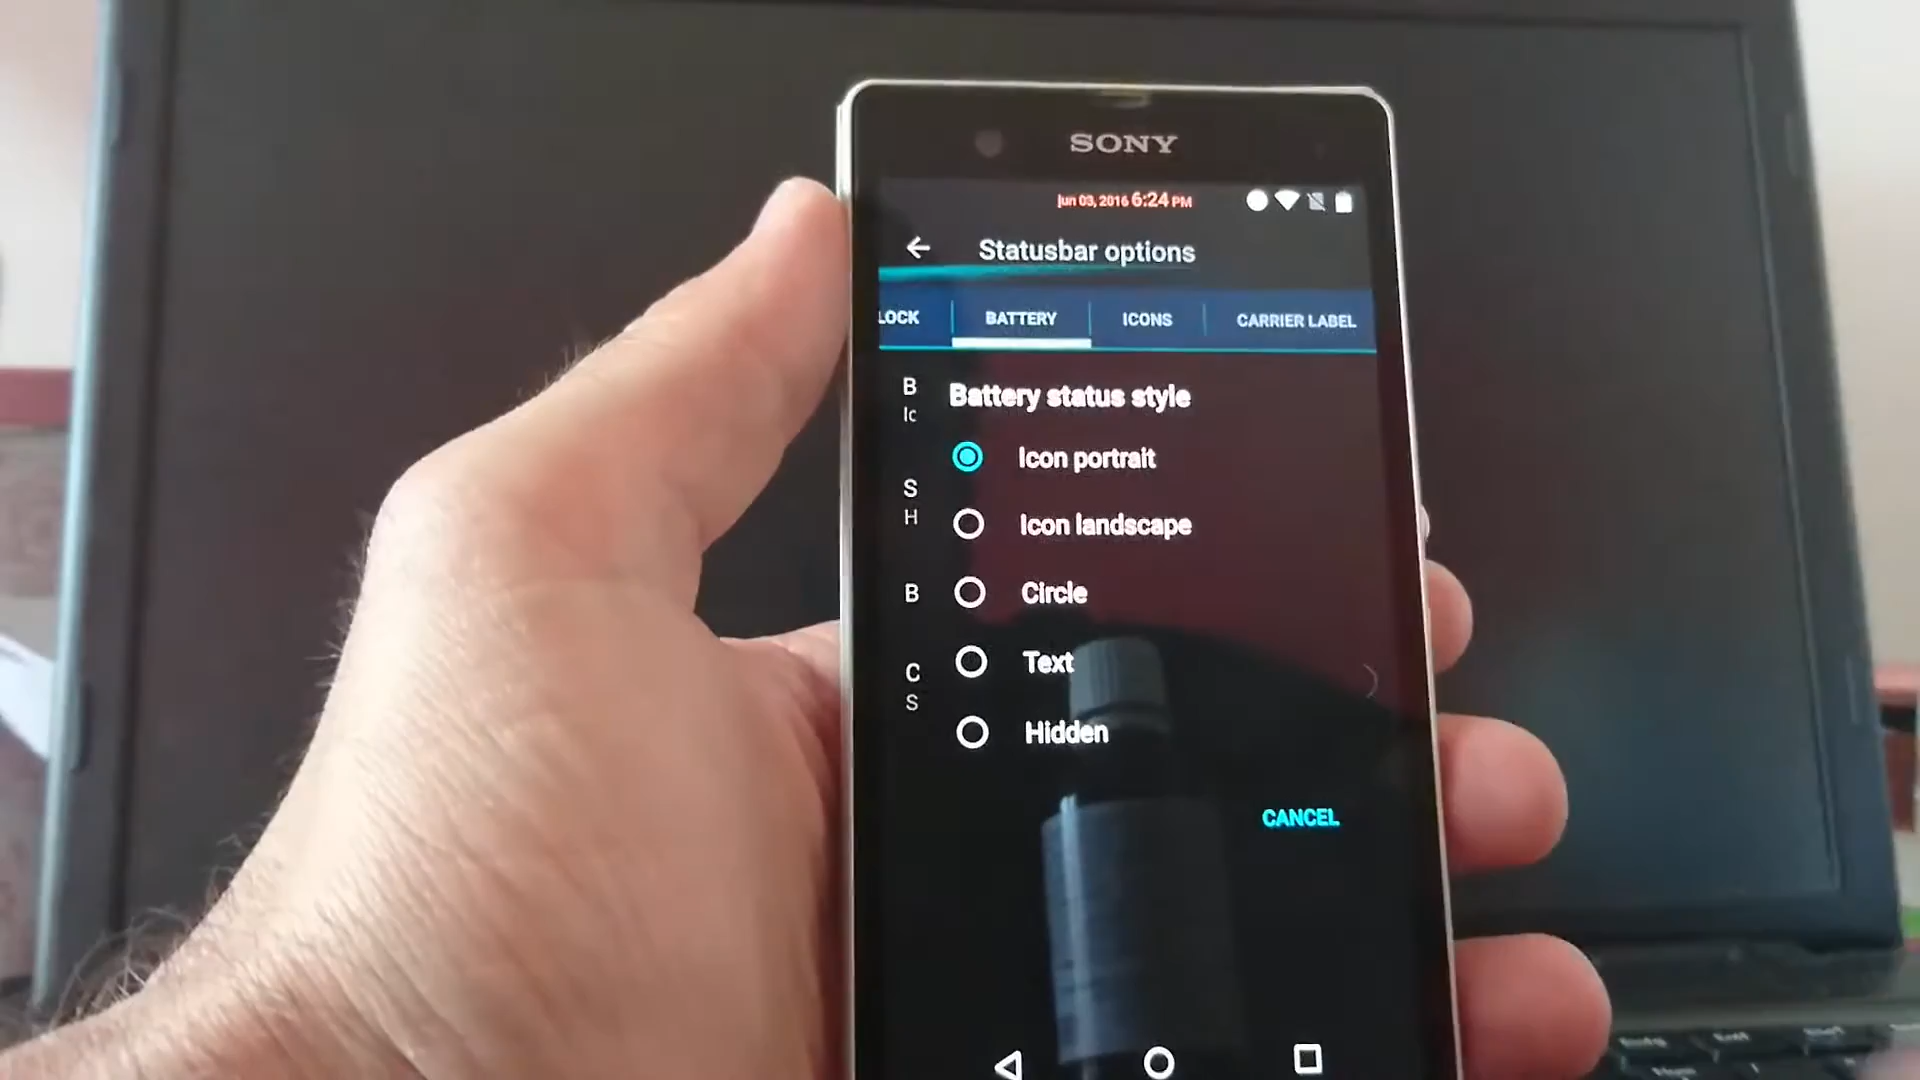 SONY
Jun 03, 2016 6:24 PM
Statusbar options
LOCK BATTERY ICONS CARRIER LABEL
B
Ic
Battery status style
Icon portrait
S
H
Icon landscape
B
Circle
Text
C
S
Hidden
CANCEL